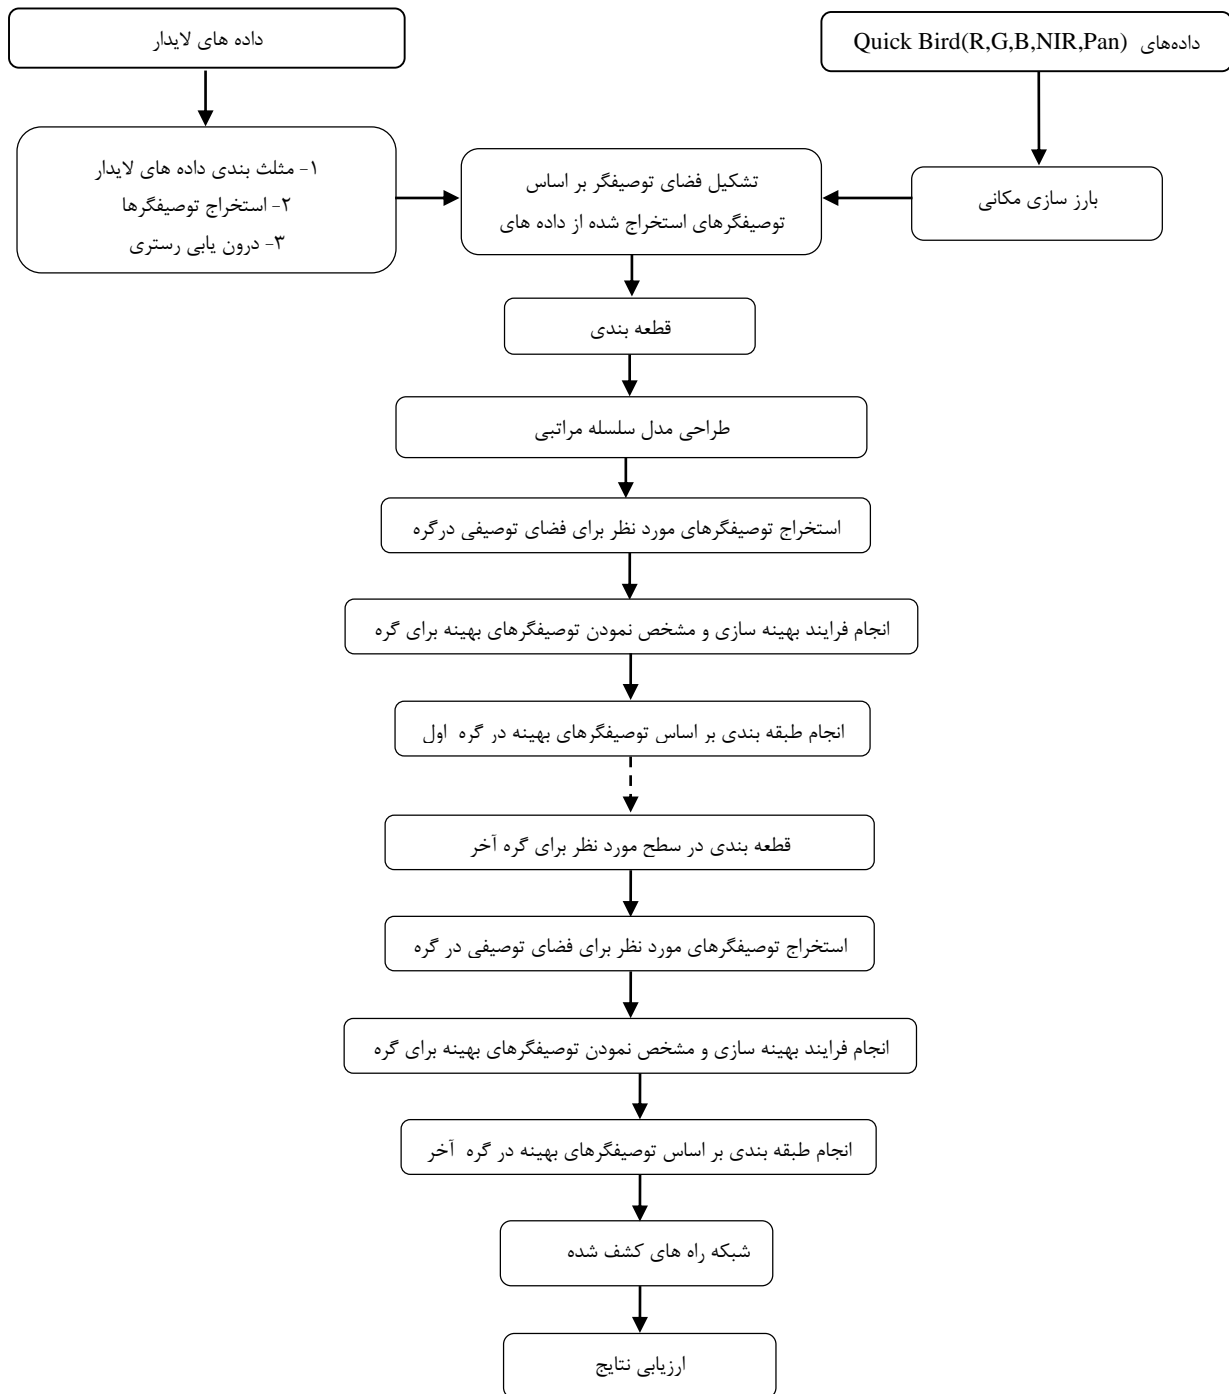 داده های لایدار
داده‌های Quick Bird(R,G,B,NIR,Pan)
۱- مثلث بندی داده های لایدار
۲- استخراج توصیفگرها
۳- درون یابی رستری
تشکیل فضای توصیفگر بر اساس
توصیفگرهای استخراج شده از داده های
بارز سازی مکانی
قطعه بندی
طراحی مدل سلسله مراتبی
استخراج توصیفگرهای مورد نظر برای فضای توصیفی درگره
انجام فرایند بهینه سازی و مشخص نمودن توصیفگرهای بهینه برای گره
انجام طبقه بندی بر اساس توصیفگرهای بهینه در گره اول
قطعه بندی در سطح مورد نظر برای گره آخر
استخراج توصیفگرهای مورد نظر برای فضای توصیفی در گره
انجام فرایند بهینه سازی و مشخص نمودن توصیفگرهای بهینه برای گره
انجام طبقه بندی بر اساس توصیفگرهای بهینه در گره آخر
شبکه راه های کشف شده
ارزیابی نتایج